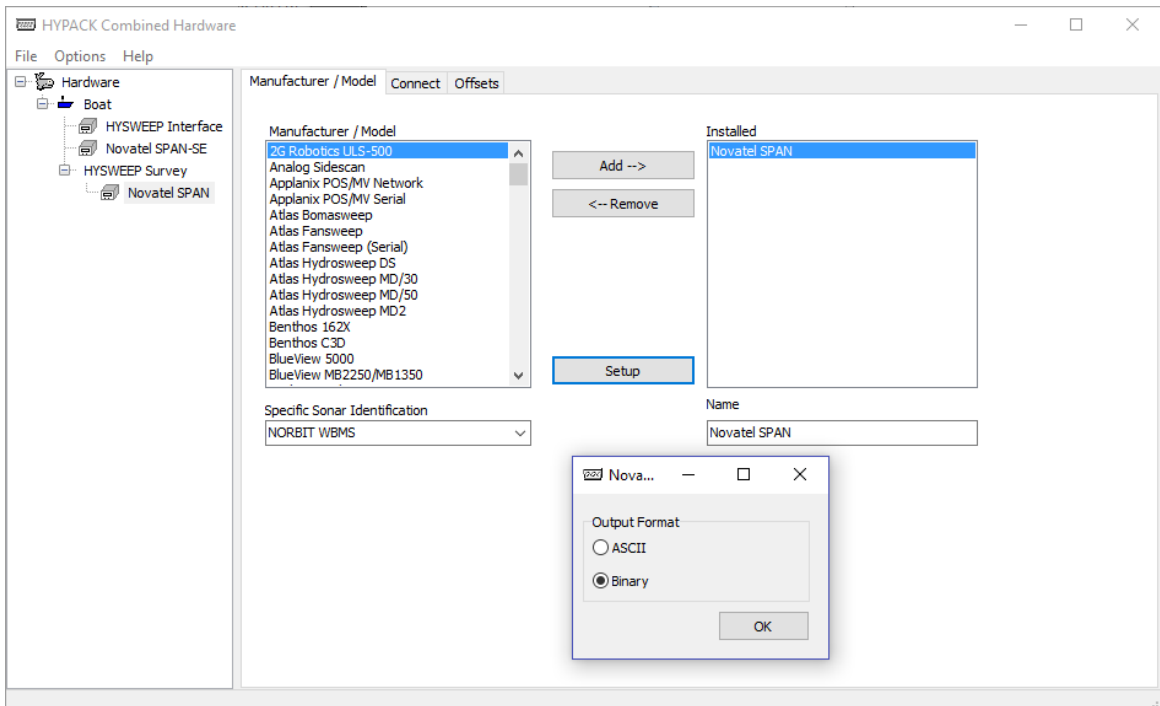 HYPACK Combined Hardware
File Options Help
Hardware
Boat
HYSWEEP Interface
Novatel SPAN-SE
HYSWEEP Survey
Novatel SPAN
Manufacturer / Model Connect Offsets
Manufacturer / Model
2G Robotics ULS-500
Analog Sidescan
Applanix POS/MV Network
Applanix POS/MV Serial
Atlas Bomasweep
Atlas Fansweep
Atlas Fansweep (Serial)
Atlas Hydrosweep DS
Atlas Hydrosweep MD/30
Atlas Hydrosweep MD/50
Atlas Hydrosweep MD2
Benthos 162X
Benthos C3D
BlueView 5000
BlueView MB2250/MB1350
Specific Sonar Identification
NORBIT WBMS
Add -->
<-- Remove
Setup
Installed
Novatel SPAN
Name
Novatel SPAN
Nova...
Output Format
ASCII
Binary
OK